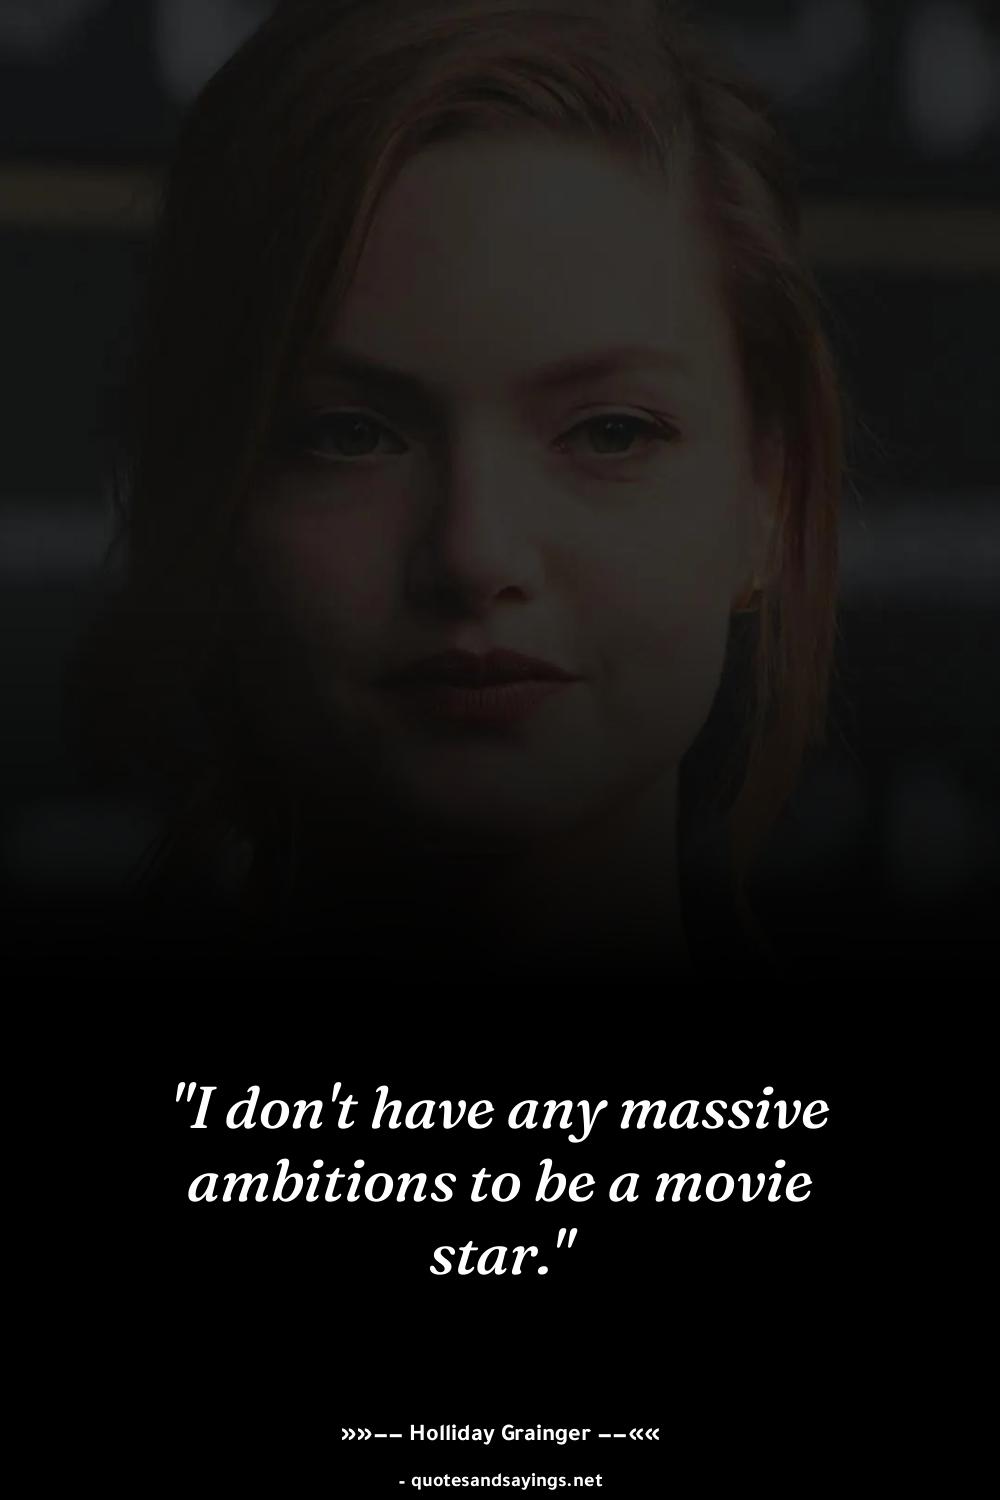 "I don't have any massive
ambitions to be a movie
star."
»»−− Holliday Grainger −−««
- quotesandsayings.net